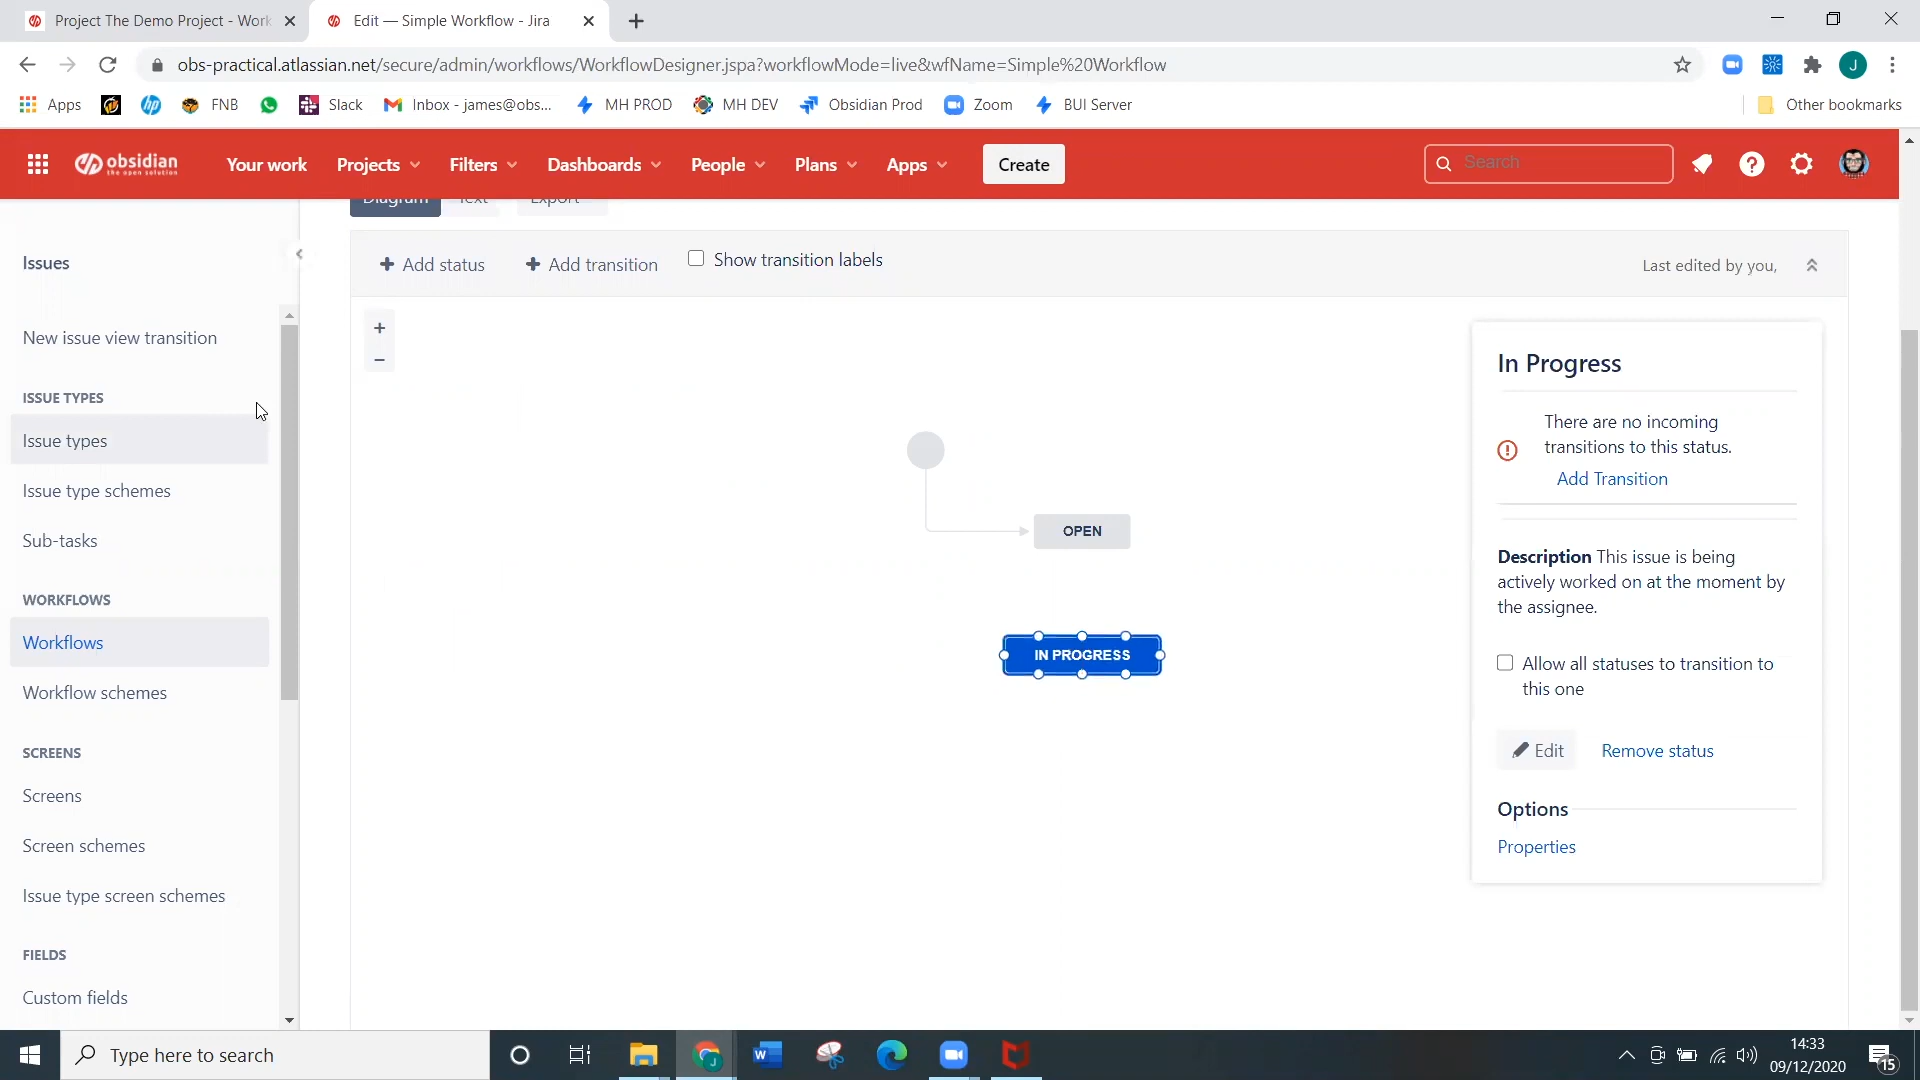 Project The Demo Project - Work
Edit — Simple Workflow - Jira
obs-practical.atlassian.net/secure/admin/workflows/WorkflowDesigner.jspa?workflowMode=live&wfName=Simple%20Workflow
J
Apps
FNB
Slack
Inbox - james@obs...
MH PROD
MH DEV
Obsidian Prod
Zoom
BUI Server
Other bookmarks
obsidian
the open solution
Your work
Projects
Filters
Dashboards
People
Plans
Apps
Create
Search
Diagram
Text
Export
Issues
+ Add status
+ Add transition
Show transition labels
Last edited by you,
New issue view transition
ISSUE TYPES
Issue types
Issue type schemes
Sub-tasks
WORKFLOWS
Workflows
Workflow schemes
SCREENS
Screens
Screen schemes
Issue type screen schemes
FIELDS
Custom fields
+
−
OPEN
IN PROGRESS
In Progress
There are no incoming
transitions to this status.
Add Transition
Description This issue is being
actively worked on at the moment by
the assignee.
Allow all statuses to transition to
this one
Edit
Remove status
Options
Properties
Type here to search
14:33
09/12/2020
15